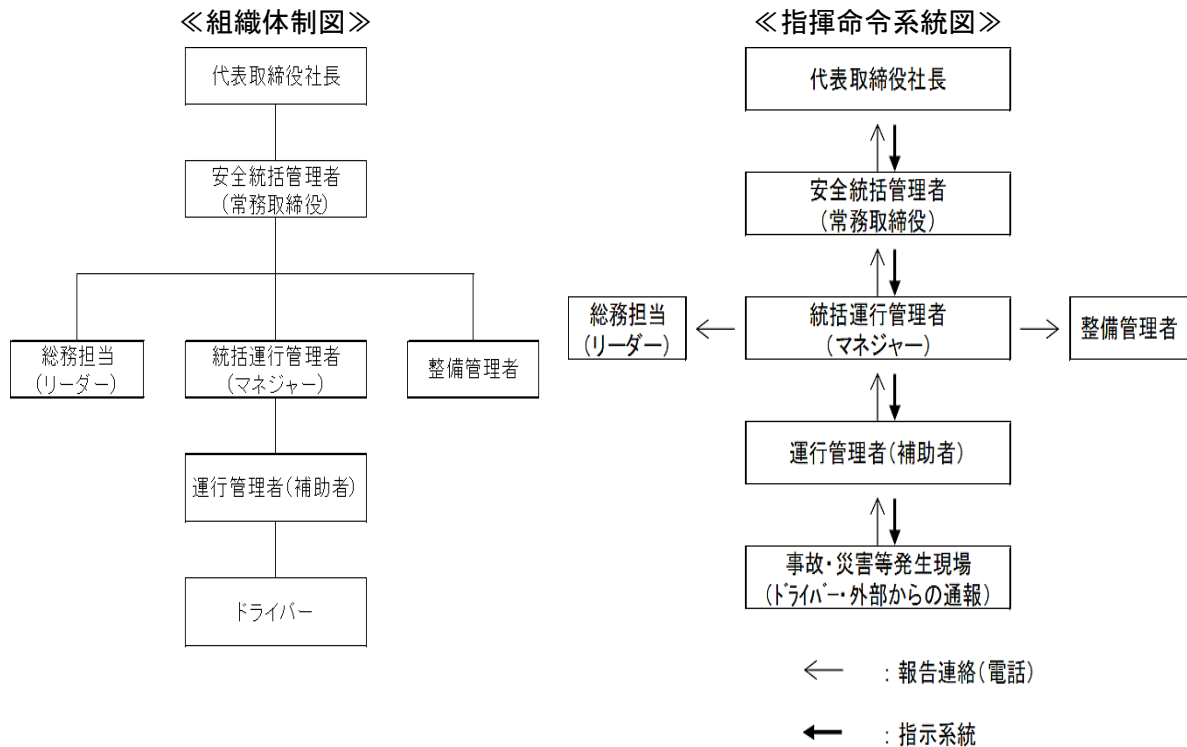 ≪組織体制図≫
代表取締役社長
安全統括管理者
(常務取締役)
総務担当
(リーダー)
統括運行管理者
(マネジャー)
整備管理者
運行管理者(補助者)
ドライバー
≪指揮命令系統図≫
代表取締役社長
安全統括管理者
(常務取締役)
総務担当
(リーダー)
統括運行管理者
(マネジャー)
整備管理者
運行管理者(補助者)
事故・災害等発生現場
(ﾄﾞﾗｲﾊﾞｰ・外部からの通報)
：報告連絡(電話)
：指示系統